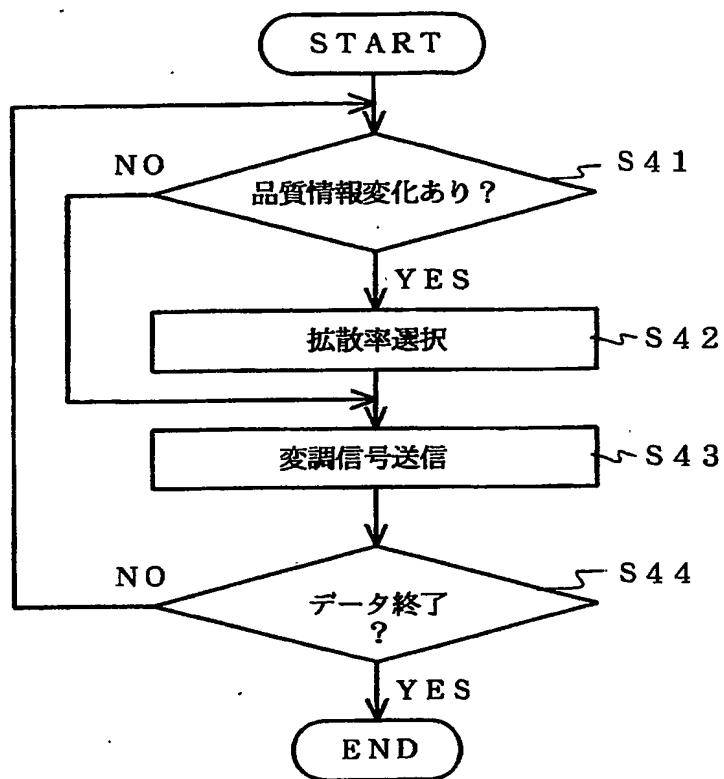 START
NO
品質情報変化あり?
S41
YES
拡散率選択
S42
変調信号送信
S43
NO
データ終了
?
S44
YES
END